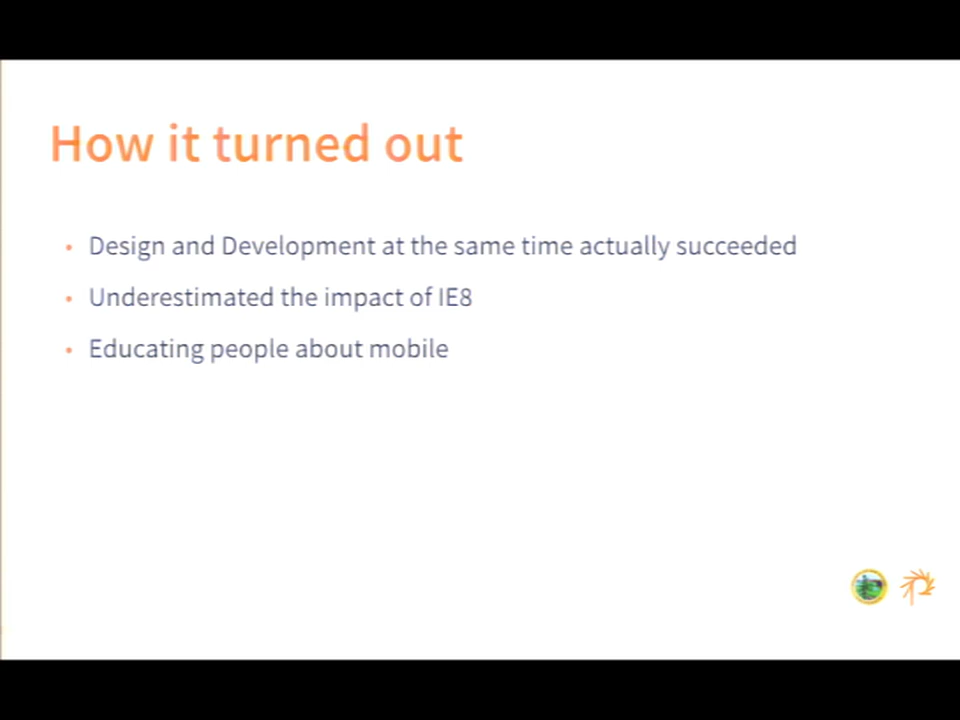 How it turned out
Design and Development at the same time actually succeeded
Underestimated the impact of IE8
Educating people about mobile